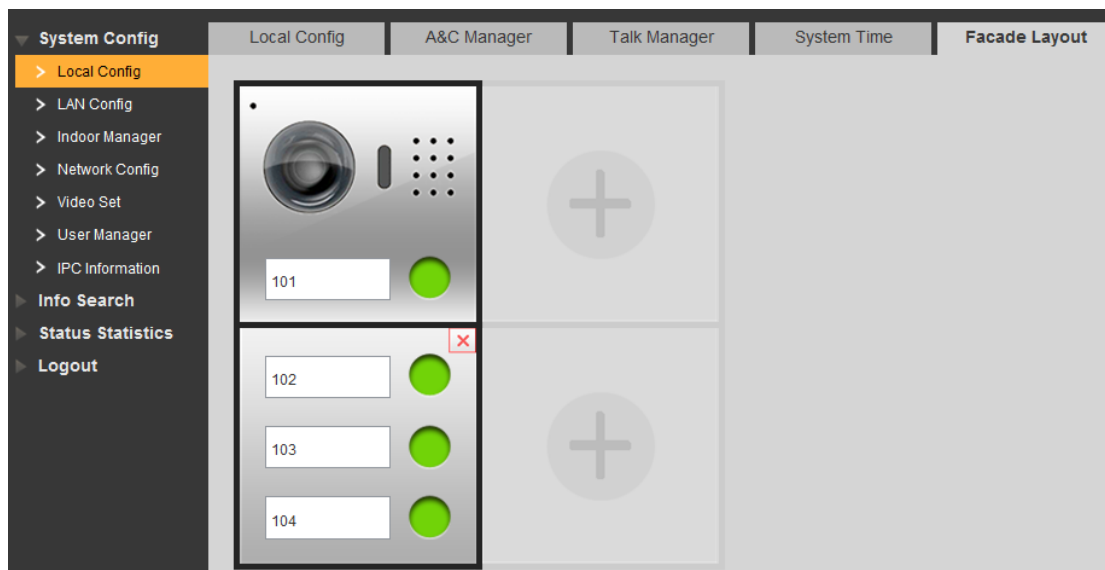 System Config
Local Config
LAN Config
Indoor Manager
Network Config
Video Set
User Manager
IPC Information
Info Search
Status Statistics
Logout
Local Config
A&C Manager
Talk Manager
System Time
Facade Layout
101
102
103
104